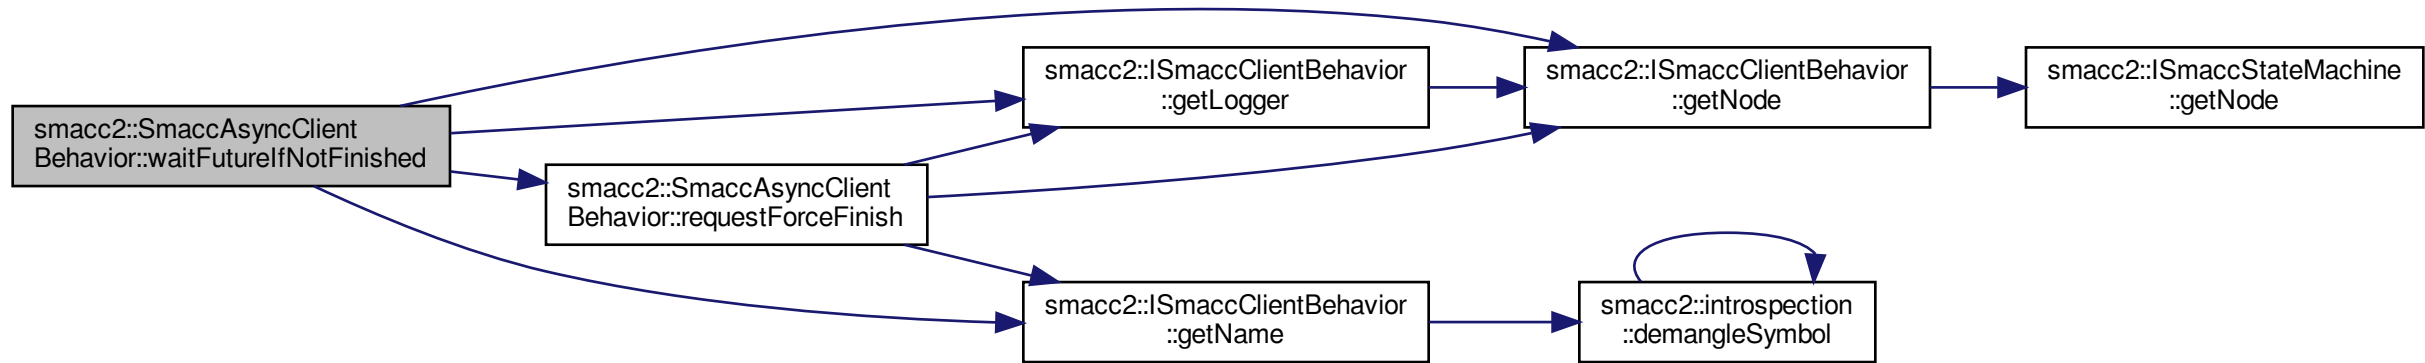 smacc2::SmaccAsyncClient
Behavior::waitFutureIfNotFinished
smacc2::SmaccAsyncClient
Behavior::requestForceFinish
smacc2::ISmaccClientBehavior
::getLogger
smacc2::ISmaccClientBehavior
::getNode
smacc2::ISmaccStateMachine
::getNode
smacc2::ISmaccClientBehavior
::getName
smacc2::introspection
::demangleSymbol